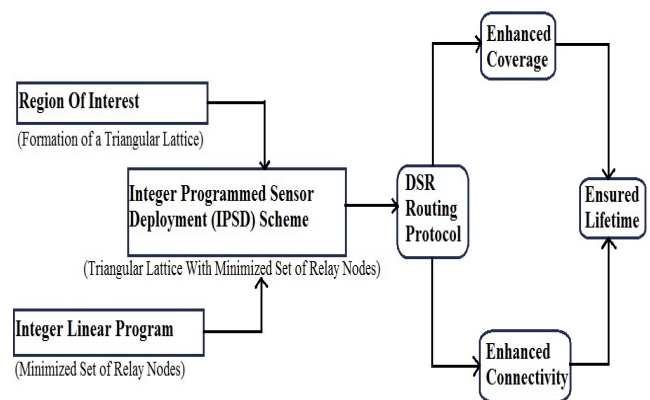 Region Of Interest
(Formation of a Triangular Lattice)
Integer Programmed Sensor
Deployment (IPSD) Scheme
(Triangular Lattice With Minimized Set of Relay Nodes)
Integer Linear Program
(Minimized Set of Relay Nodes)
DSR
Routing
Protocol
Enhanced
Coverage
Enhanced
Connectivity
Ensured
Lifetime